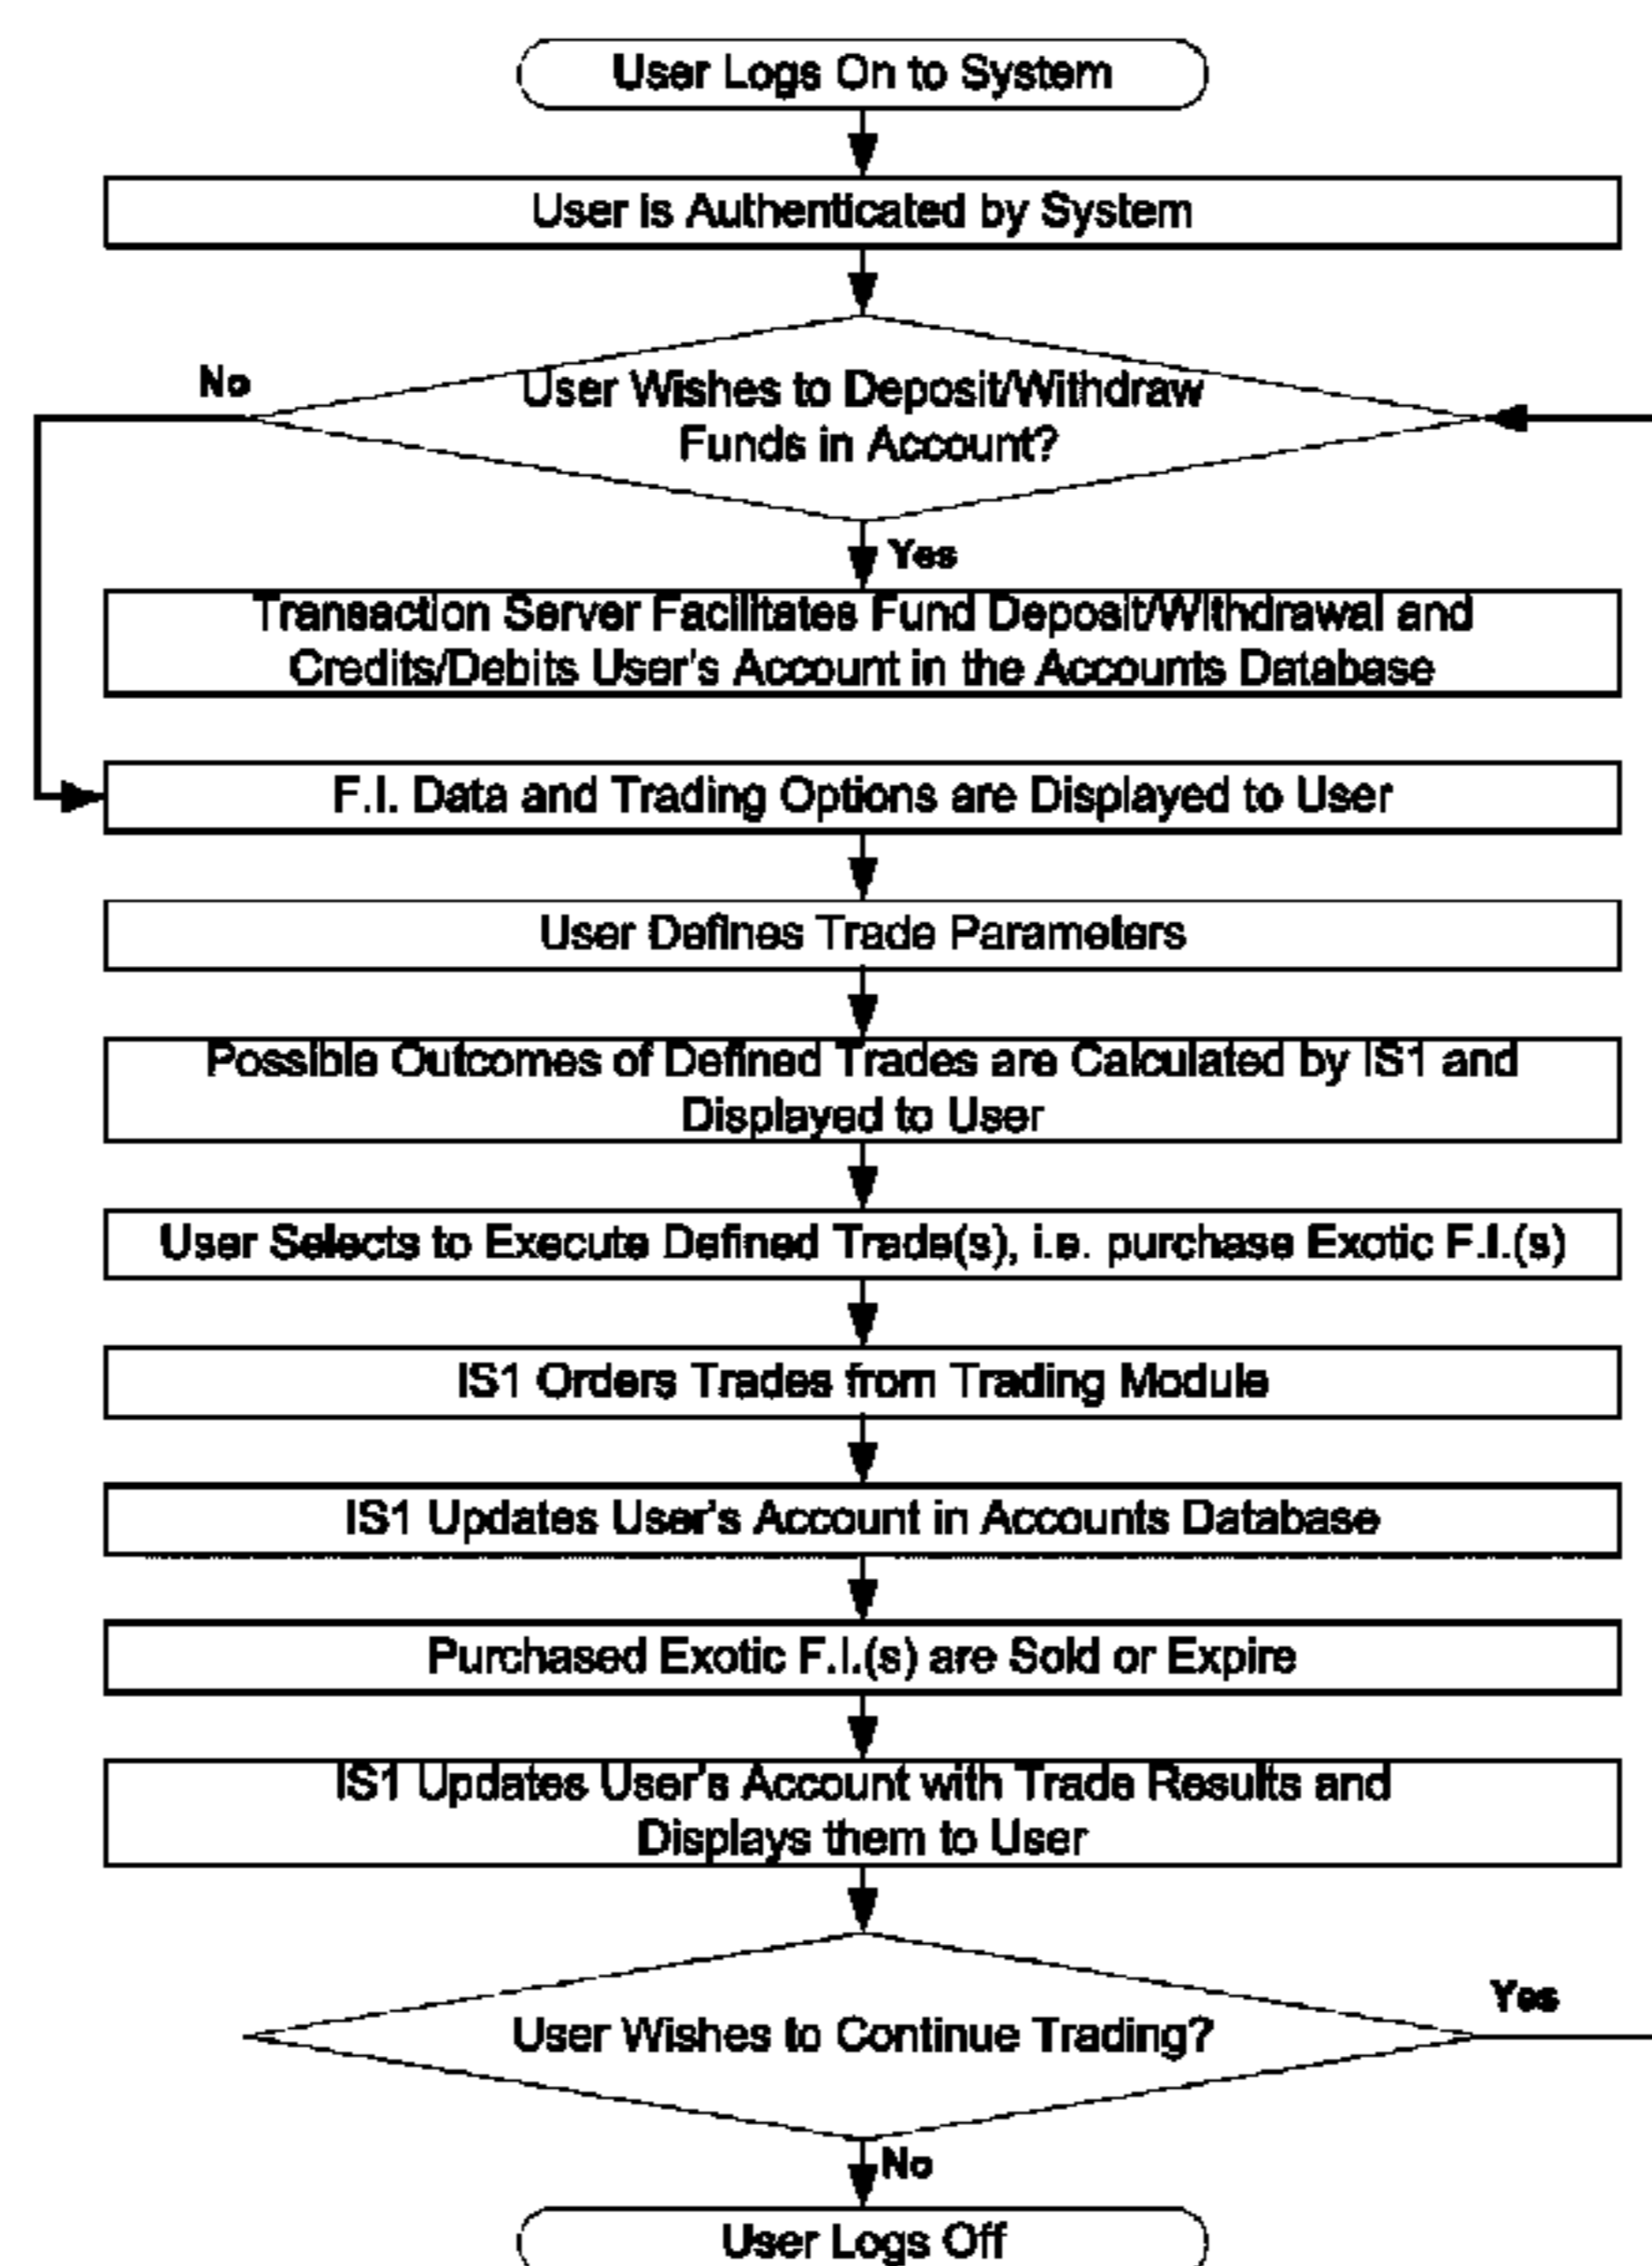 User Logs On to System
User is Authenticated by System
No
User Wishes to Deposit/Withdraw
Funds in Account?
Yes
Transaction Server Facilitates Fund Deposit/Withdrawal and
Credits/Debits User's Account in the Accounts Database
F.I. Data and Trading Options are Displayed to User
User Defines Trade Parameters
Possible Outcomes of Defined Trades are Calculated by IS1 and
Displayed to User
User Selects to Execute Defined Trade(s), i.e. purchase Exotic F.I.(s)
IS1 Orders Trades from Trading Module
IS1 Updates User's Account in Accounts Database
Purchased Exotic F.I.(s) are Sold or Expire
IS1 Updates User's Account with Trade Results and
Displays them to User
Yes
User Wishes to Continue Trading?
No
User Logs Off